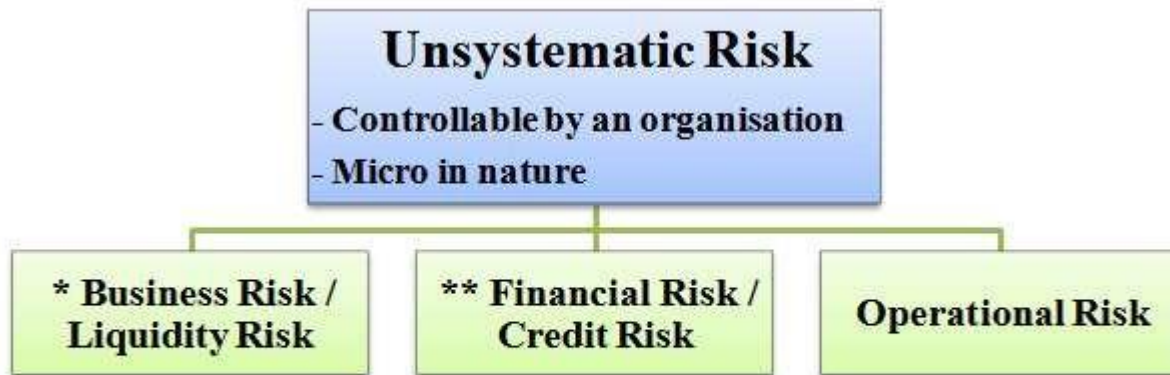 Unsystematic Risk
- Controllable by an organisation
- Micro in nature
* Business Risk /
Liquidity Risk
** Financial Risk /
Credit Risk
Operational Risk